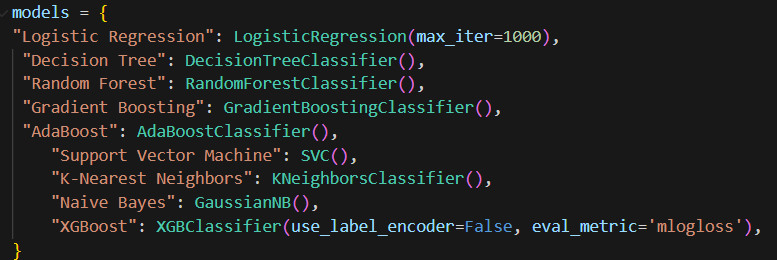 models = {
"Logistic Regression": LogisticRegression(max_iter=1000),
"Decision Tree": DecisionTreeClassifier(),
"Random Forest": RandomForestClassifier(),
"Gradient Boosting": GradientBoostingClassifier(),
"AdaBoost": AdaBoostClassifier(),
"Support Vector Machine": SVC(),
"K-Nearest Neighbors": KNeighborsClassifier(),
"Naive Bayes": GaussianNB(),
"XGBoost": XGBClassifier(use_label_encoder=False, eval_metric='mlogloss'),
}